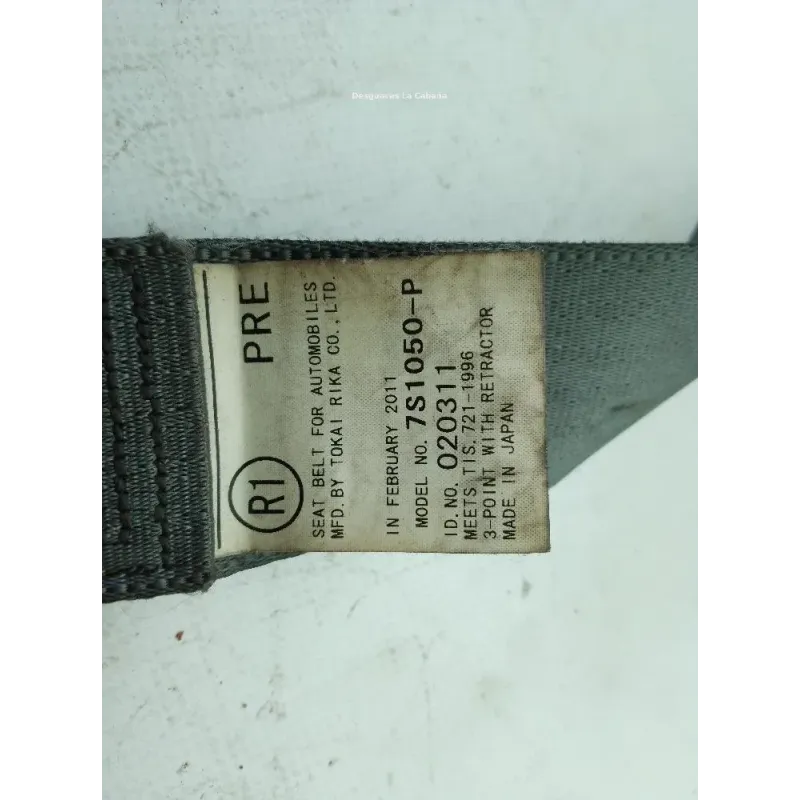 Desguaces La Cabaña
R1 PRE
SEAT BELT FOR AUTOMOBILES
MFD. BY TOKAI RIKA CO., LTD.
IN FEBRUARY 2011
MODEL NO. 7S1050-P
ID. NO. 020311
MEETS TIS. 721-1996
3-POINT WITH RETRACTOR
MADE IN JAPAN